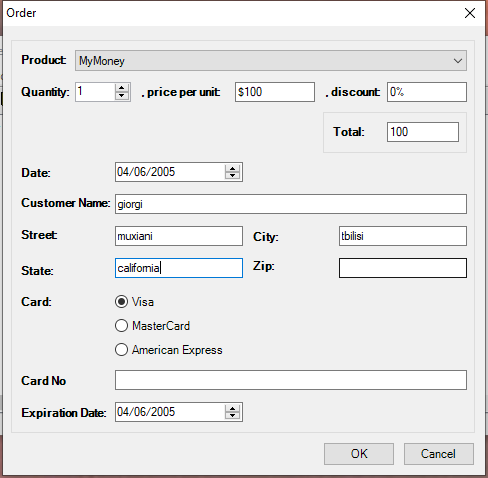 Order
Product: MyMoney
Quantity: 1 , price per unit: $100 , discount: 0%
Total: 100
Date: 04/06/2005
Customer Name: giorgi
Street: muxiani City: tbilisi
State: california Zip:
Card: Visa
MasterCard
American Express
Card No
Expiration Date: 04/06/2005
OK Cancel